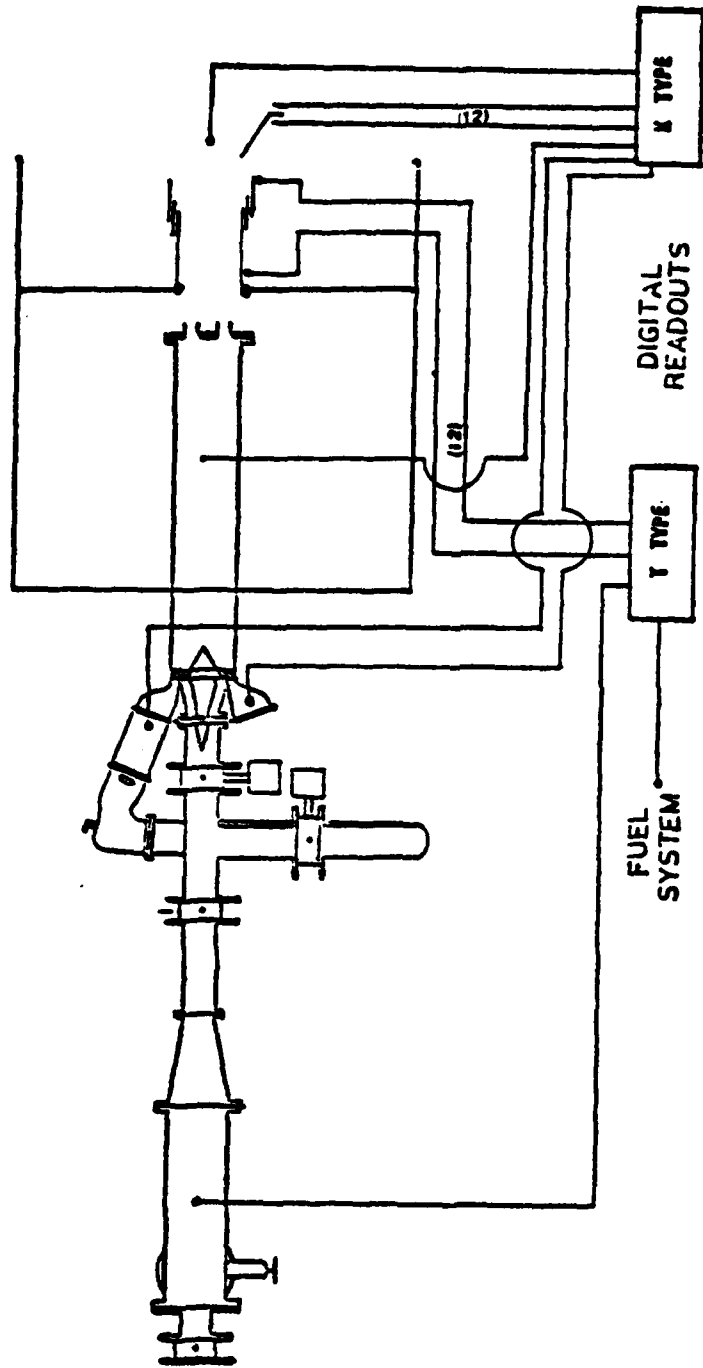 K TYPE
(12)
DIGITAL
READOUTS
(12)
T TYPE
FUEL
SYSTEM